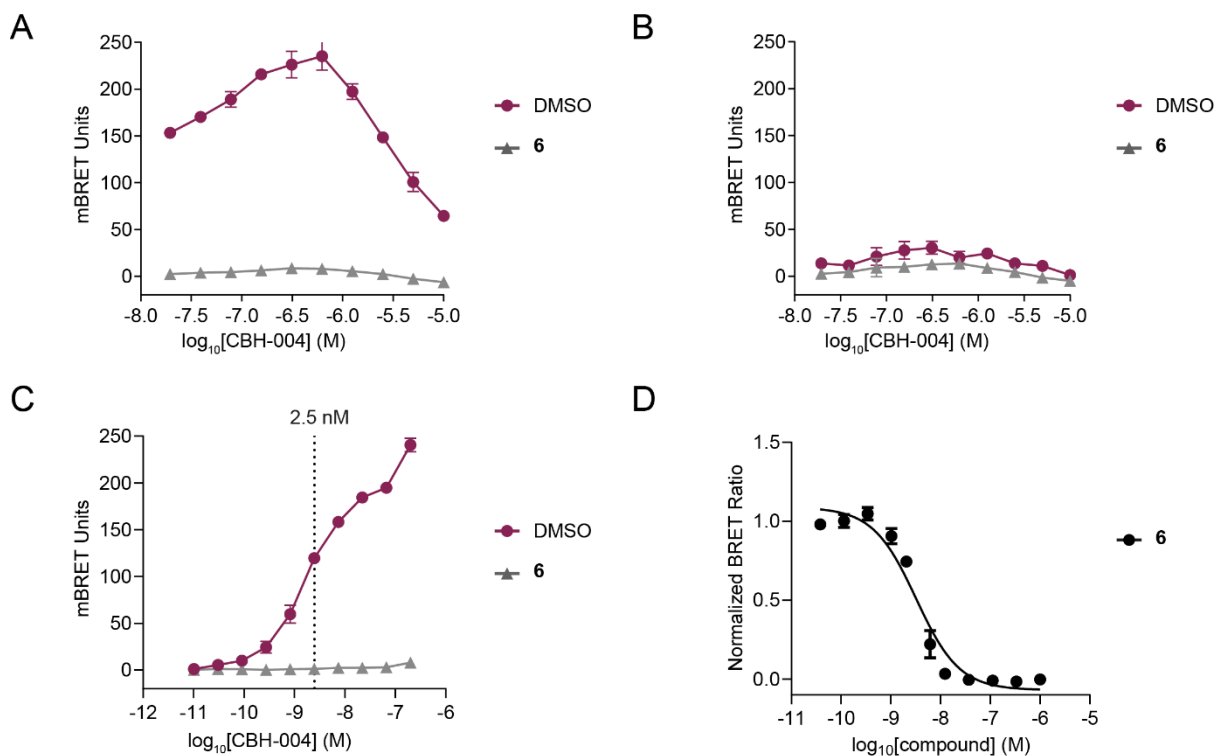 A
250
200
150
100
50
0
mBRET Units
-8.0 -7.5 -7.0 -6.5 -6.0 -5.5 -5.0
log10[CBH-004] (M)
DMSO
6
B
250
200
150
100
50
0
mBRET Units
-8.0 -7.5 -7.0 -6.5 -6.0 -5.5 -5.0
log10[CBH-004] (M)
DMSO
6
C
2.5 nM
250
200
150
100
50
0
mBRET Units
-12 -11 -10 -9 -8 -7 -6
log10[CBH-004] (M)
DMSO
6
D
1.5
1.0
0.5
0.0
Normalized BRET Ratio
-11 -10 -9 -8 -7 -6 -5
log10[compound] (M)
6